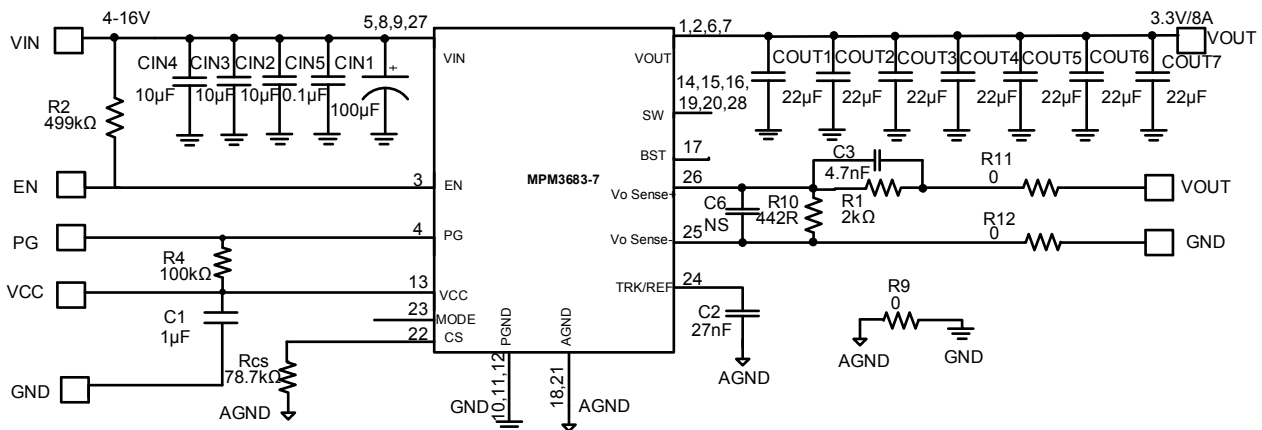 4-16V
5,8,9,27
1,2,6,7
3.3V/8A
VIN
VOUT
VIN
VOUT
CIN4
CIN3
CIN2
CIN5
CIN1
+
10µF
10µF
10µF
0.1µF
100µF
COUT1
COUT2
COUT3
COUT4
COUT5
COUT6
COUT7
22µF
22µF
22µF
22µF
22µF
22µF
22µF
14,15,16,
19,20,28
SW
R2
499kΩ
17
BST
C3
4.7nF
R11
0
EN
3
EN
MPM3683-7
26
Vo Sense+
C6
NS
R10
442R
R1
2kΩ
VOUT
PG
4
PG
25
Vo Sense-
R12
0
GND
R4
100kΩ
VCC
13
VCC
24
TRK/REF
C2
27nF
R9
0
C1
1µF
23
MODE
22
CS
PGND
AGND
AGND
GND
Rcs
78.7kΩ
AGND
GND
AGND
GND
10,11,12
18,21
AGND